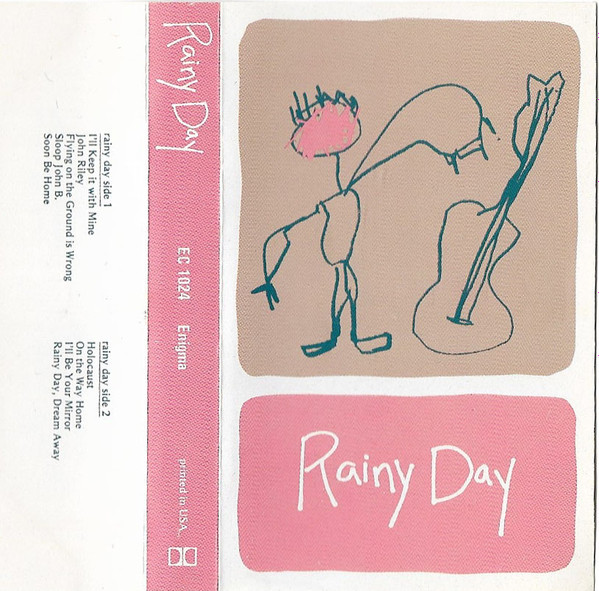 rainy day side 1
I'll Keep it with Mine
John Riley
Flying on the Ground is Wrong
Sloop John B.
Soon Be Home
rainy day side 2
Holocaust
On the Way Home
I'll Be Your Mirror
Rainy Day, Dream Away
Rainy Day
EC 1024 Enigma
printed in USA.
Rainy Day